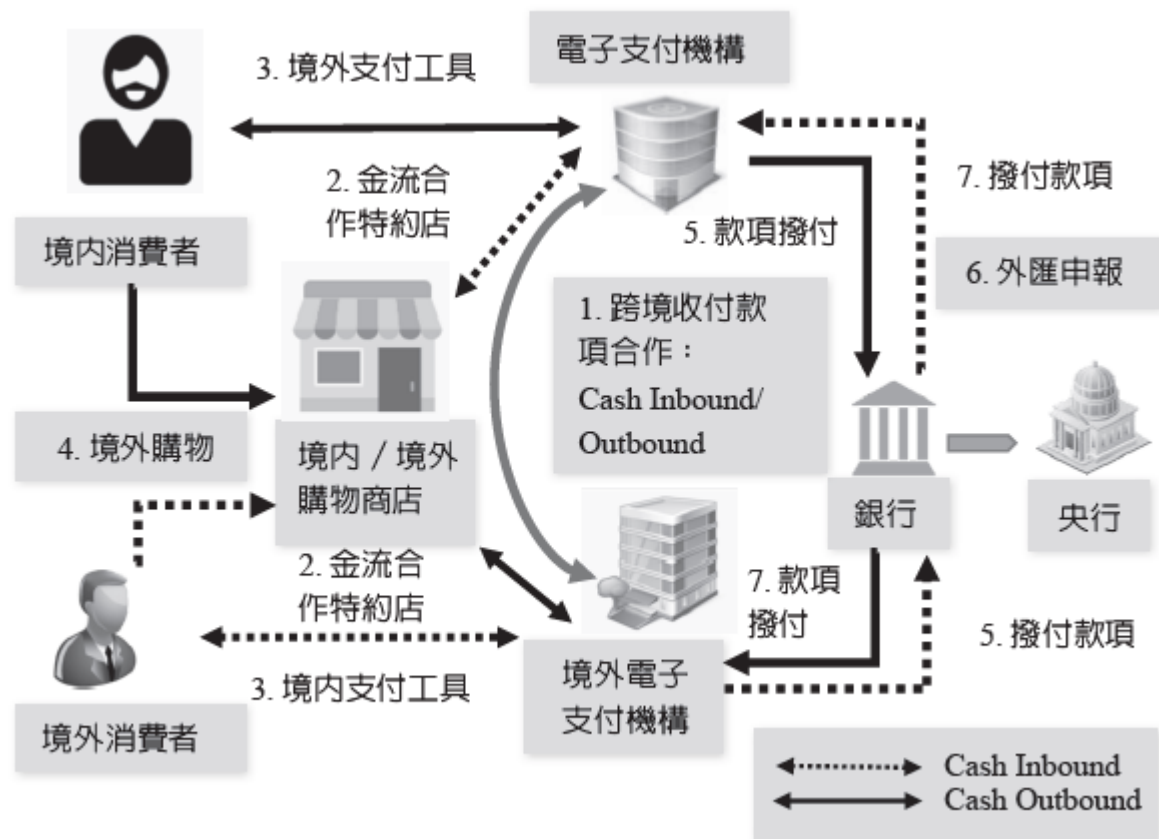 電子支付機構
3. 境外支付工具
2. 金流合
作特約店
7. 撥付款項
5. 款項撥付
境內消費者
6. 外匯申報
1. 跨境收付款
項合作：
Cash Inbound/
Outbound
4. 境外購物
境內／境外
購物商店
銀行
央行
2. 金流合
作特約店
7. 款項
撥付
5. 撥付款項
3. 境內支付工具
境外電子
支付機構
境外消費者
Cash Inbound
Cash Outbound